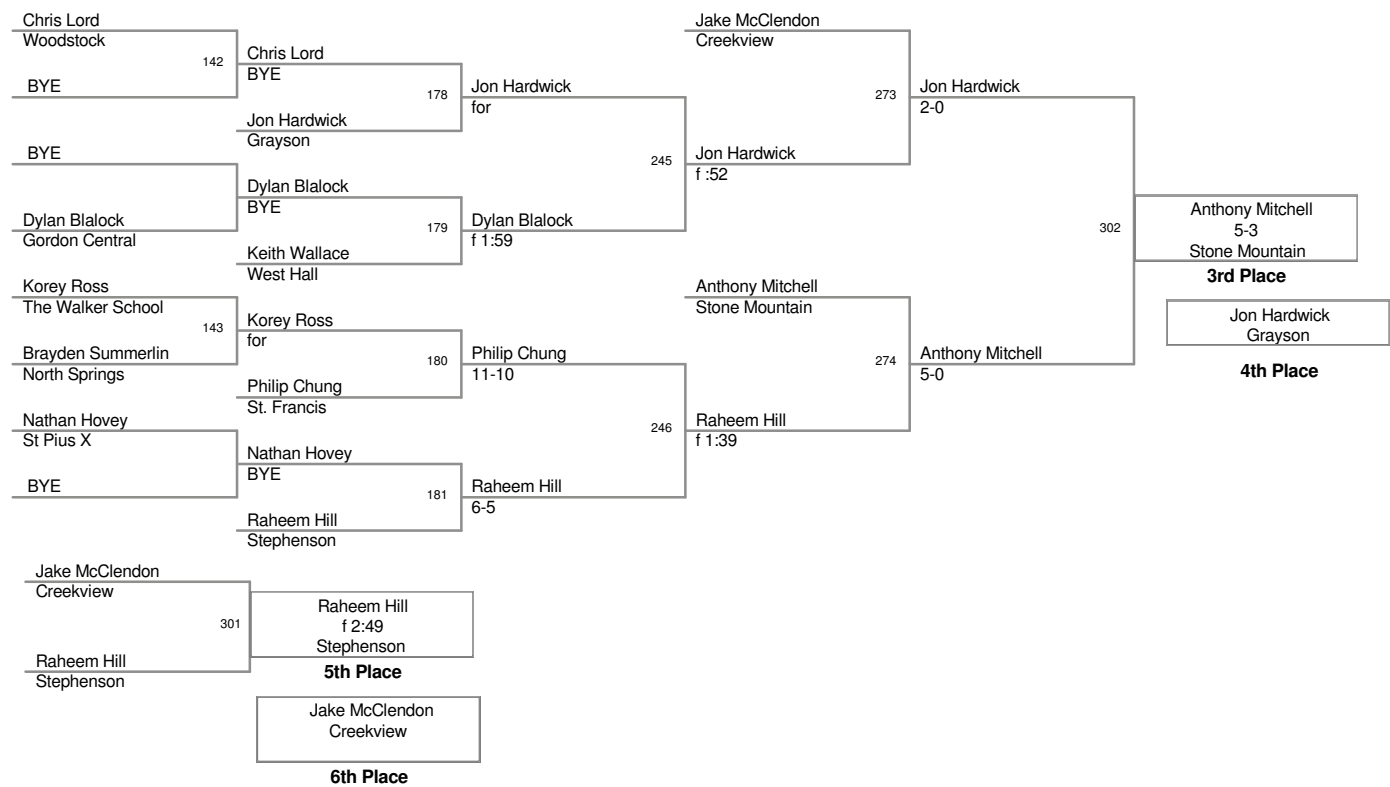 Chris Lord
Woodstock
142
BYE
BYE
Dylan Blalock
Gordon Central
Korey Ross
The Walker School
143
Brayden Summerlin
North Springs
Nathan Hovey
St Pius X
BYE
Chris Lord
BYE
178
Jon Hardwick
Grayson
Dylan Blalock
BYE
179
Keith Wallace
West Hall
Korey Ross
for
180
Philip Chung
St. Francis
Nathan Hovey
BYE
181
Raheem Hill
Stephenson
Jon Hardwick
for
245
Dylan Blalock
f 1:59
Philip Chung
11-10
246
Raheem Hill
6-5
Jake McClendon
Creekview
273
Jon Hardwick
f :52
Anthony Mitchell
Stone Mountain
274
Raheem Hill
f 1:39
Jon Hardwick
2-0
302
Anthony Mitchell
5-0
Anthony Mitchell
5-3
Stone Mountain
3rd Place
Jon Hardwick
Grayson
4th Place
Jake McClendon
Creekview
301
Raheem Hill
Stephenson
Raheem Hill
f 2:49
Stephenson
5th Place
Jake McClendon
Creekview
6th Place